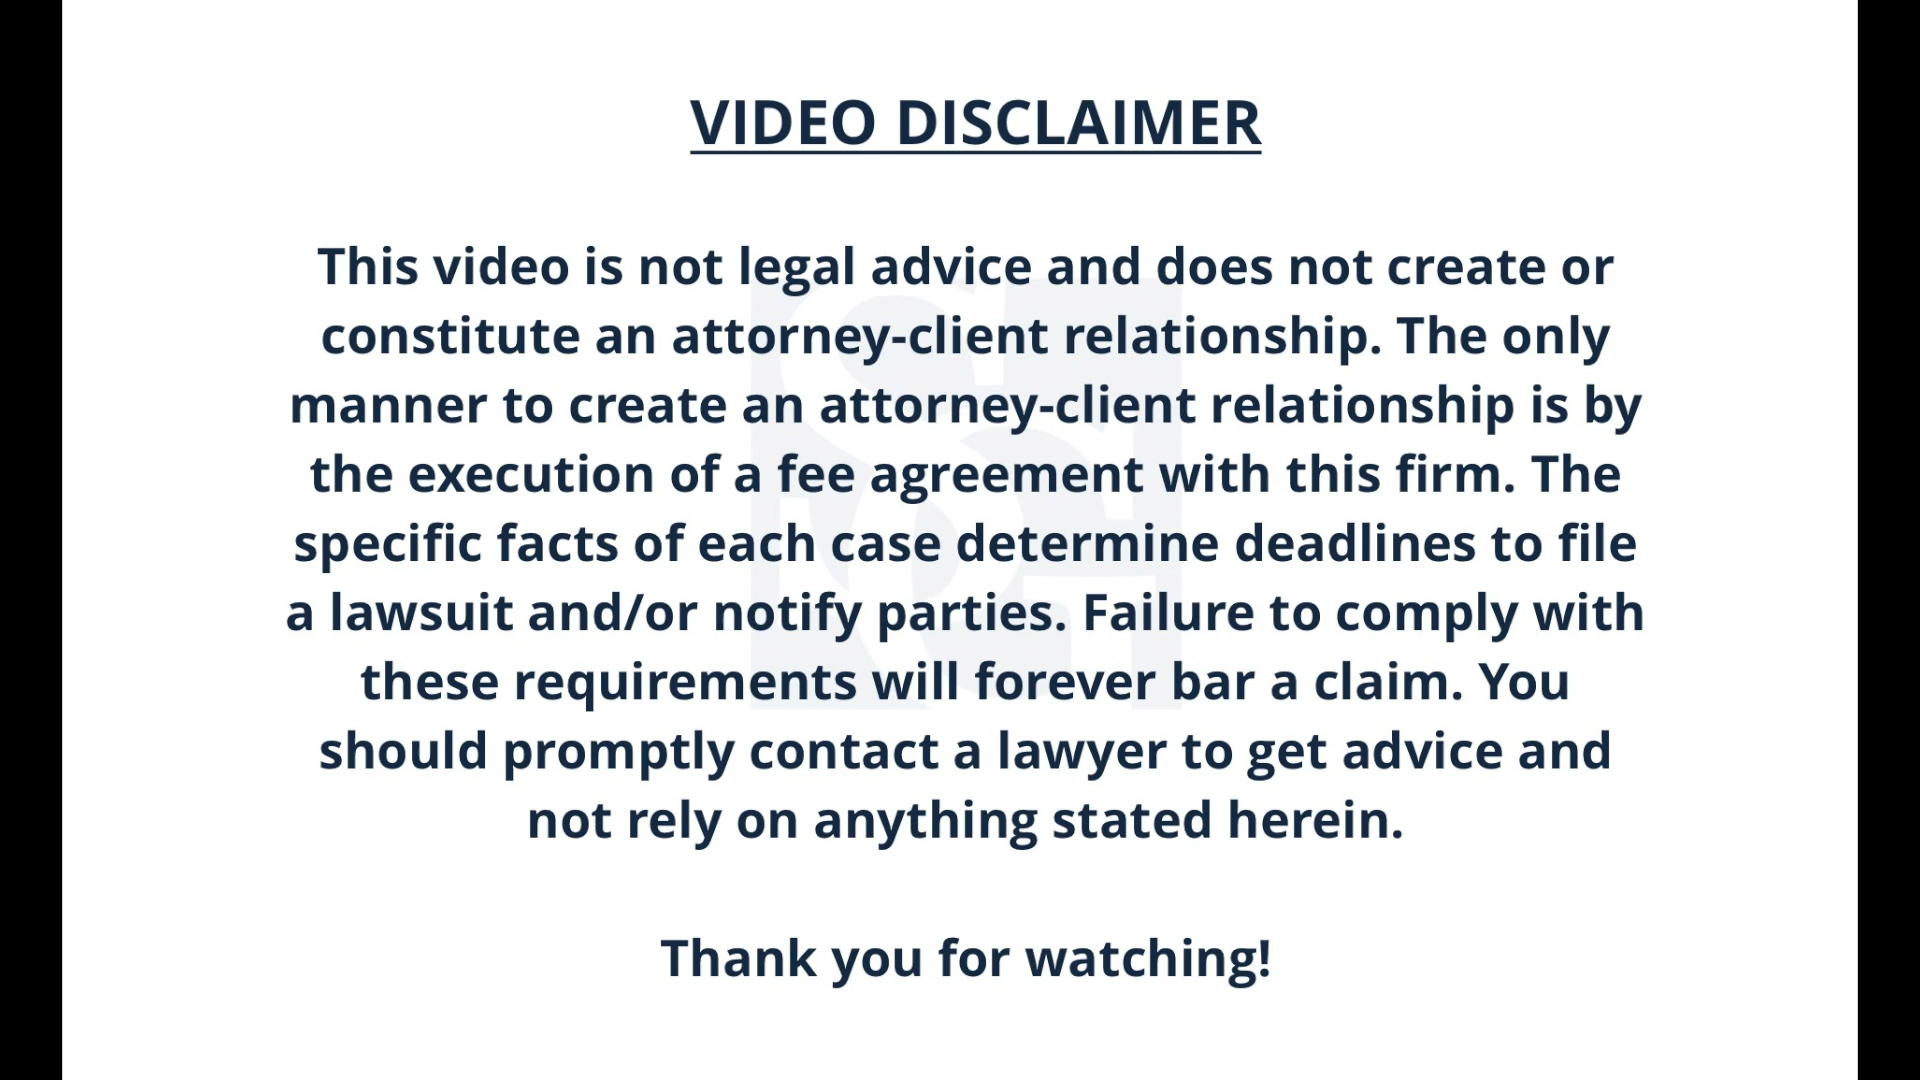 VIDEO DISCLAIMER
This video is not legal advice and does not create or
constitute an attorney-client relationship. The only
manner to create an attorney-client relationship is by
the execution of a fee agreement with this firm. The
specific facts of each case determine deadlines to file
a lawsuit and/or notify parties. Failure to comply with
these requirements will forever bar a claim. You
should promptly contact a lawyer to get advice and
not rely on anything stated herein.
Thank you for watching!